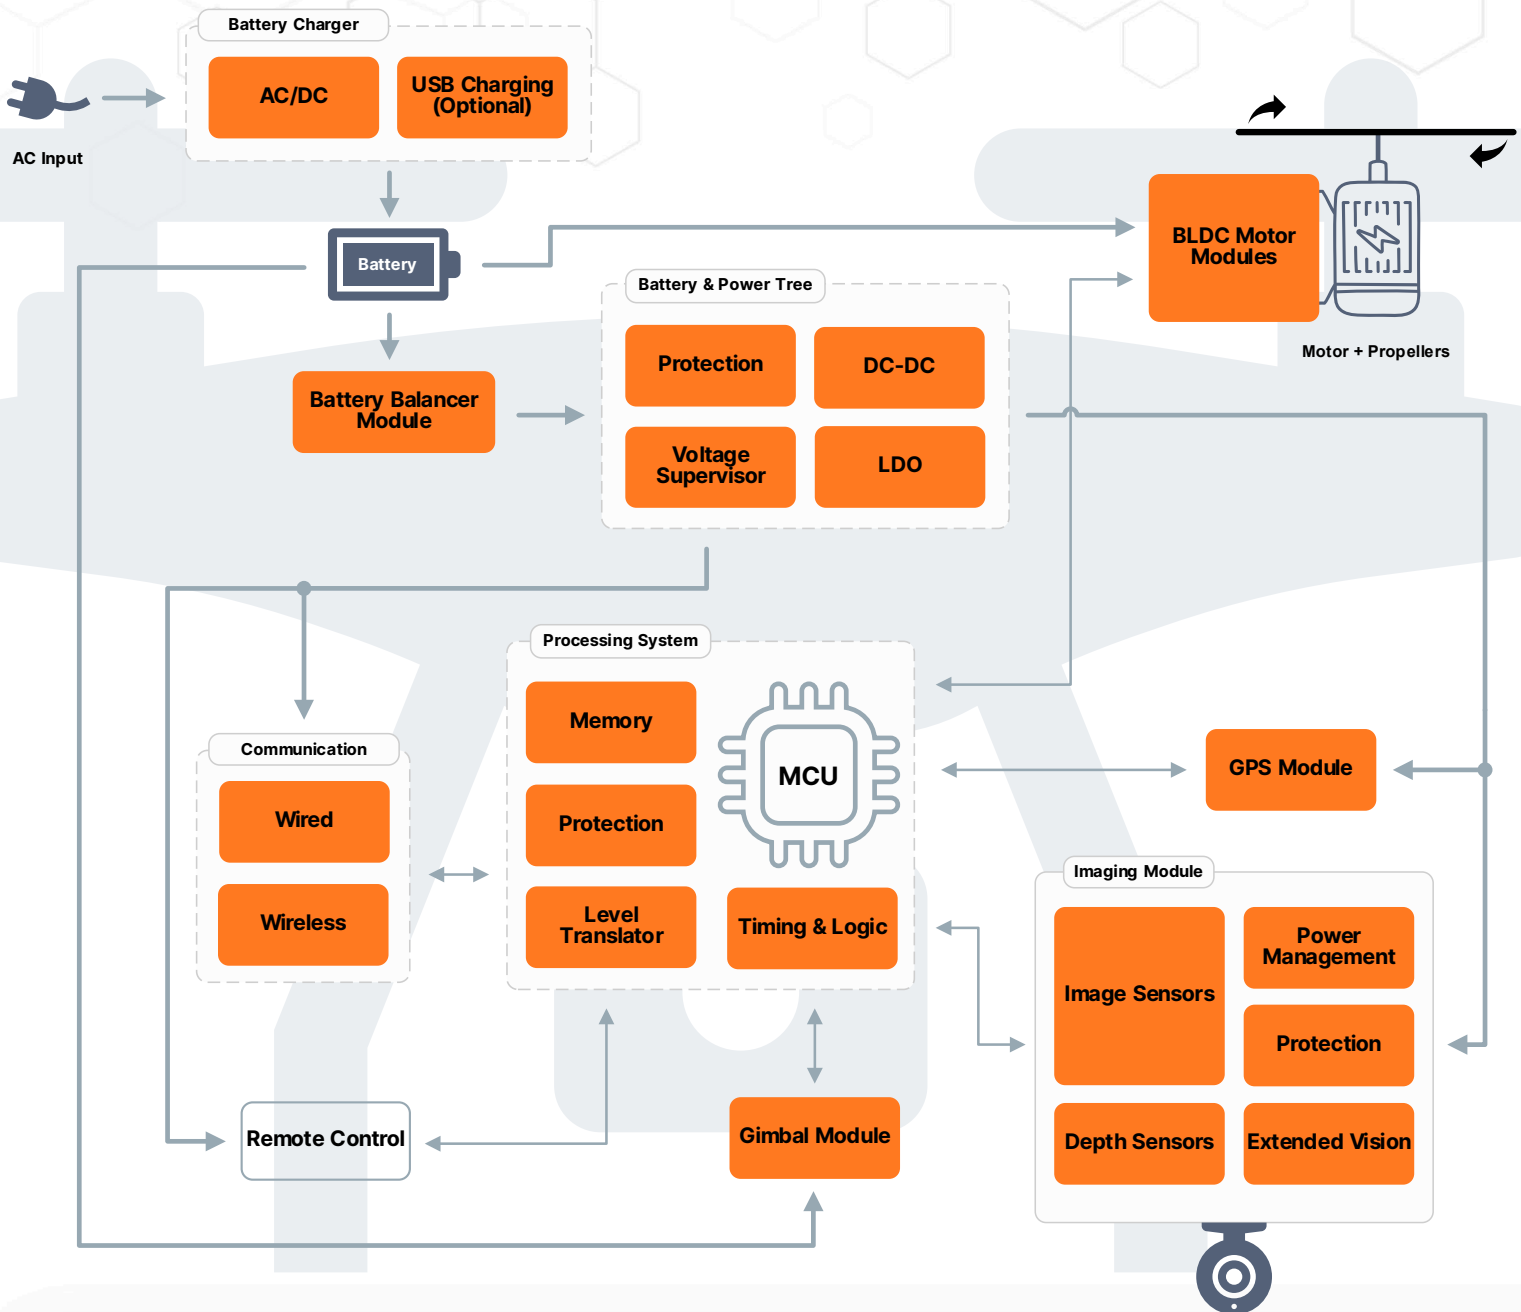 Battery Charger
AC/DC
USB Charging
(Optional)
AC Input
Battery
BLDC Motor
Modules
Motor + Propellers
Battery & Power Tree
Protection
DC-DC
Voltage
Supervisor
LDO
Battery Balancer
Module
Processing System
Memory
MCU
Protection
Level
Translator
Timing & Logic
Communication
Wired
Wireless
GPS Module
Imaging Module
Image Sensors
Power
Management
Protection
Depth Sensors
Extended Vision
Remote Control
Gimbal Module